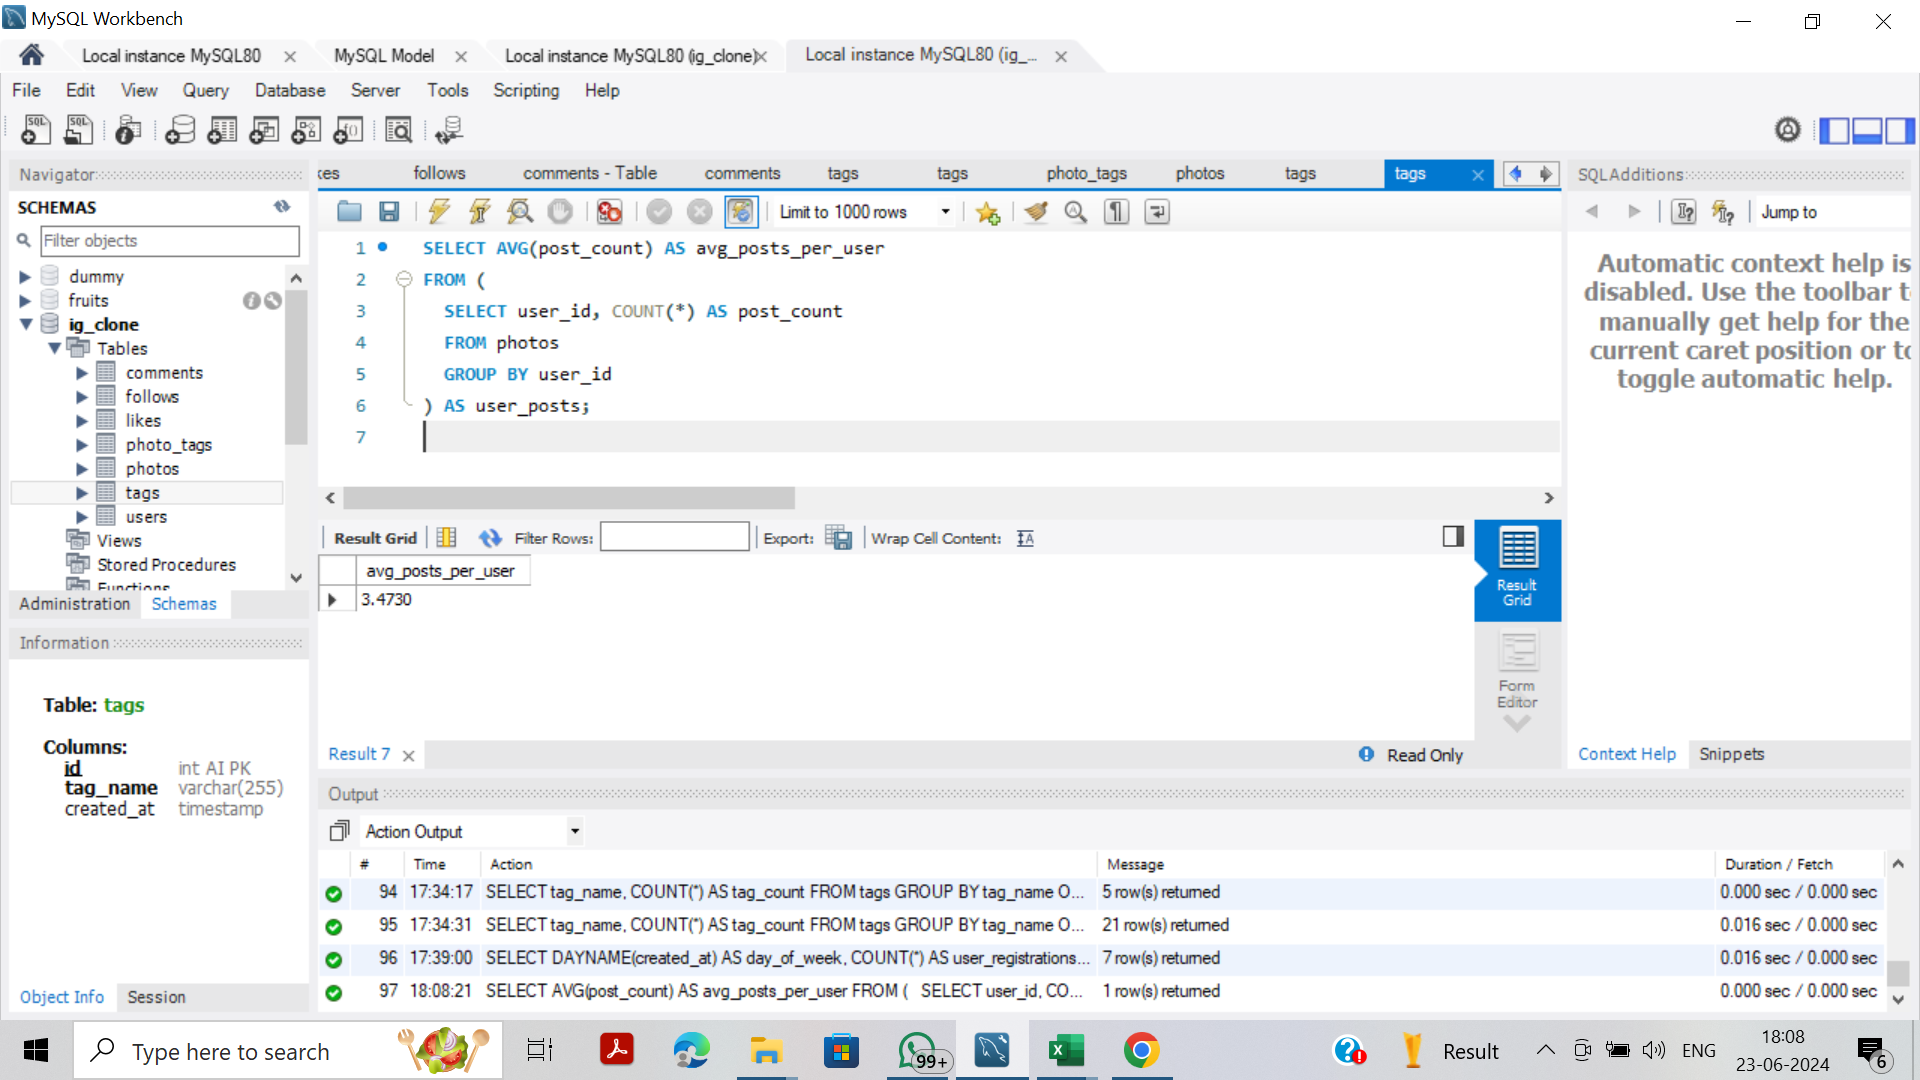 MySQL Workbench
Local instance MySQL80
MySQL Model
Local instance MySQL80 (ig_clone)
Local instance MySQL80 (ig_...
File Edit View Query Database Server Tools Scripting Help
Navigator
SCHEMAS
Filter objects
dummy
fruits
ig_clone
Tables
comments
follows
likes
photo_tags
photos
tags
users
Views
Stored Procedures
Functions
Administration Schemas
Information
Table: tags
Columns:
id int AI PK
tag_name varchar(255)
created_at timestamp
Object Info Session
kes follows comments - Table comments tags tags photo_tags photos tags tags
Limit to 1000 rows
1 SELECT AVG(post_count) AS avg_posts_per_user
2 FROM (
3 SELECT user_id, COUNT(*) AS post_count
4 FROM photos
5 GROUP BY user_id
6 ) AS user_posts;
7
Result Grid Filter Rows: Export: Wrap Cell Content:
avg_posts_per_user
3.4730
Result Grid
Form Editor
Result 7
Read Only
SQLAdditions
Jump to
Automatic context help is
disabled. Use the toolbar t
manually get help for the
current caret position or to
toggle automatic help.
Context Help Snippets
Output
Action Output
# Time Action Message Duration / Fetch
94 17:34:17 SELECT tag_name, COUNT(*) AS tag_count FROM tags GROUP BY tag_name O... 5 row(s) returned 0.000 sec / 0.000 sec
95 17:34:31 SELECT tag_name, COUNT(*) AS tag_count FROM tags GROUP BY tag_name O... 21 row(s) returned 0.016 sec / 0.000 sec
96 17:39:00 SELECT DAYNAME(created_at) AS day_of_week, COUNT(*) AS user_registrations... 7 row(s) returned 0.016 sec / 0.000 sec
97 18:08:21 SELECT AVG(post_count) AS avg_posts_per_user FROM ( SELECT user_id, CO... 1 row(s) returned 0.000 sec / 0.000 sec
Type here to search
99+
Result
ENG
18:08
23-06-2024
6